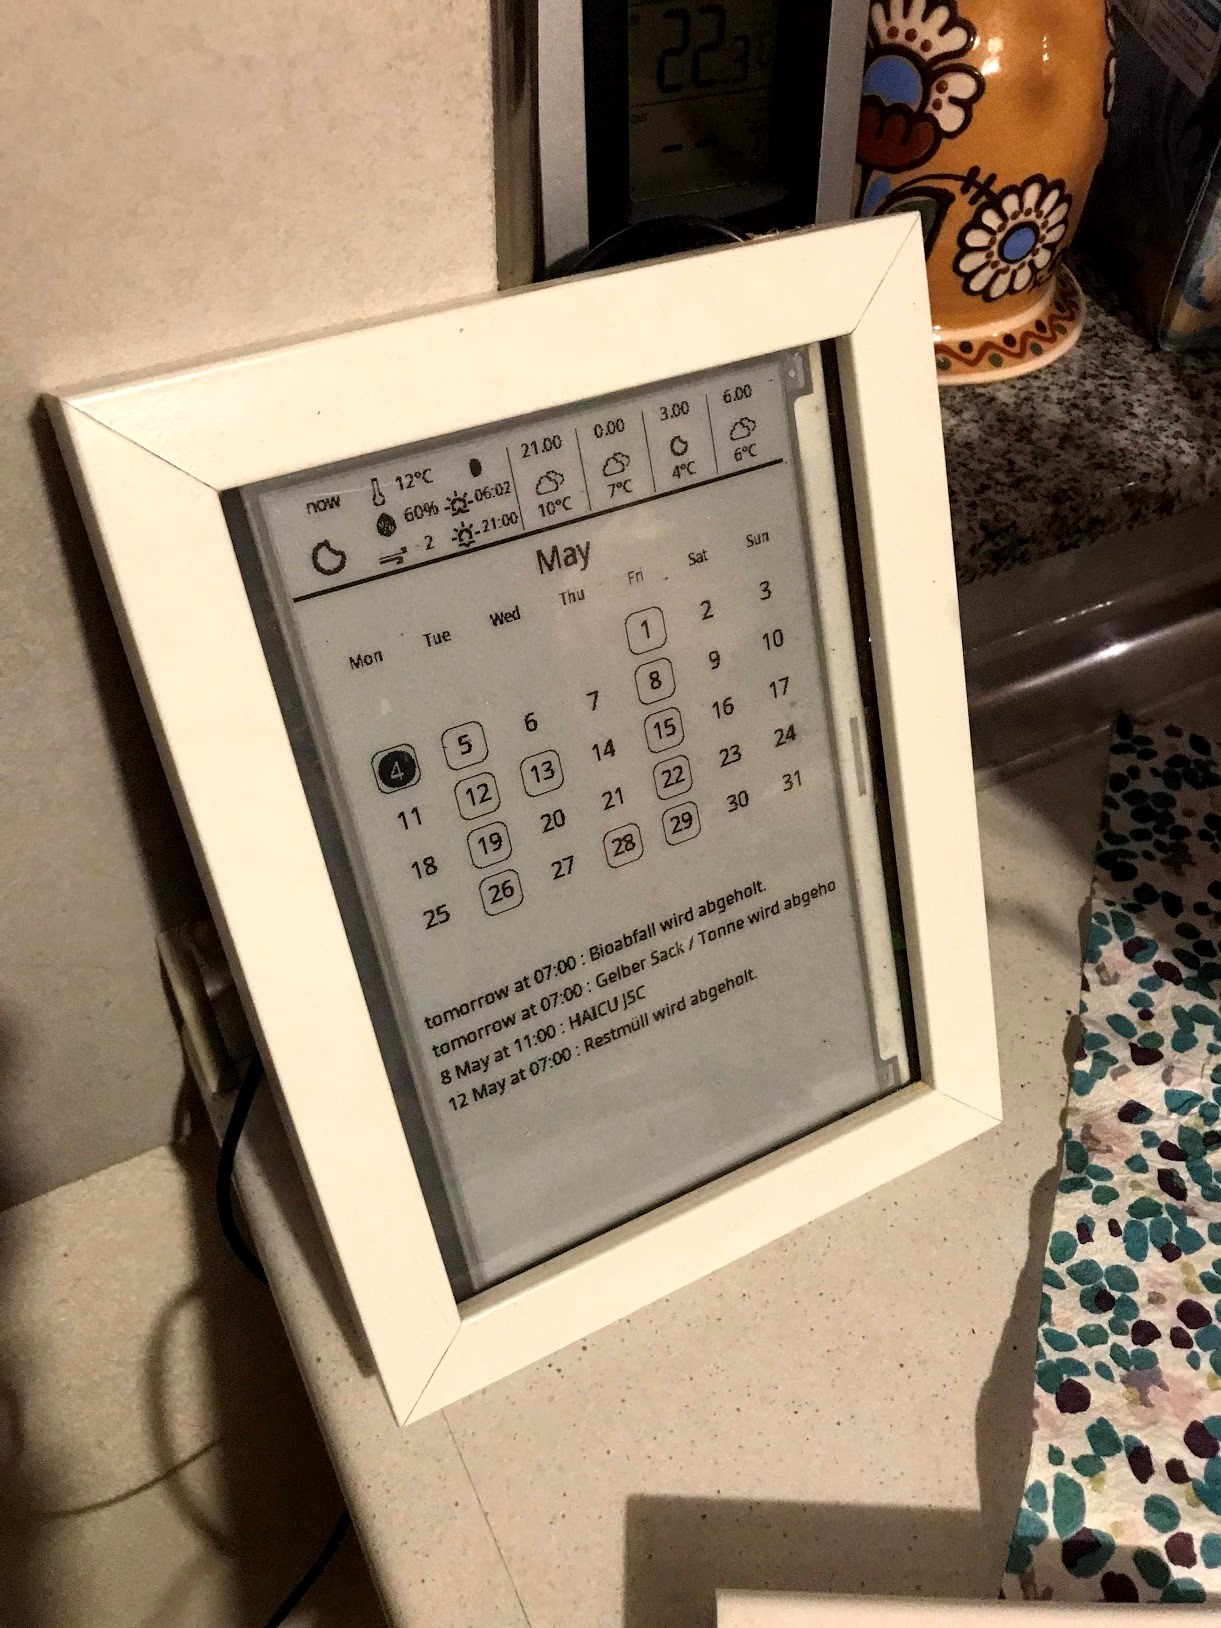 22.3
OUT
--
now
12°C
60%
2
06:02
21:00
21.00
10°C
0.00
7°C
3.00
4°C
6.00
6°C
May
Mon Tue Wed Thu Fri Sat Sun
1 2 3
4 5 6 7 8 9 10
11 12 13 14 15 16 17
18 19 20 21 22 23 24
25 26 27 28 29 30 31
tomorrow at 07:00 : Bioabfall wird abgeholt.
tomorrow at 07:00 : Gelber Sack / Tonne wird abgeho
8 May at 11:00 : HAICU JSC
12 May at 07:00 : Restmüll wird abgeholt.